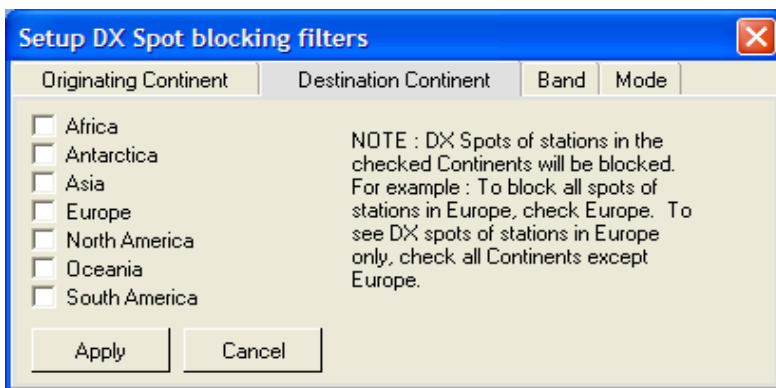 Setup DX Spot blocking filters
Originating Continent
Destination Continent
Band
Mode
Africa
Antarctica
Asia
Europe
North America
Oceania
South America
NOTE : DX Spots of stations in the
checked Continents will be blocked.
For example : To block all spots of
stations in Europe, check Europe.  To
see DX spots of stations in Europe
only, check all Continents except
Europe.
Apply
Cancel